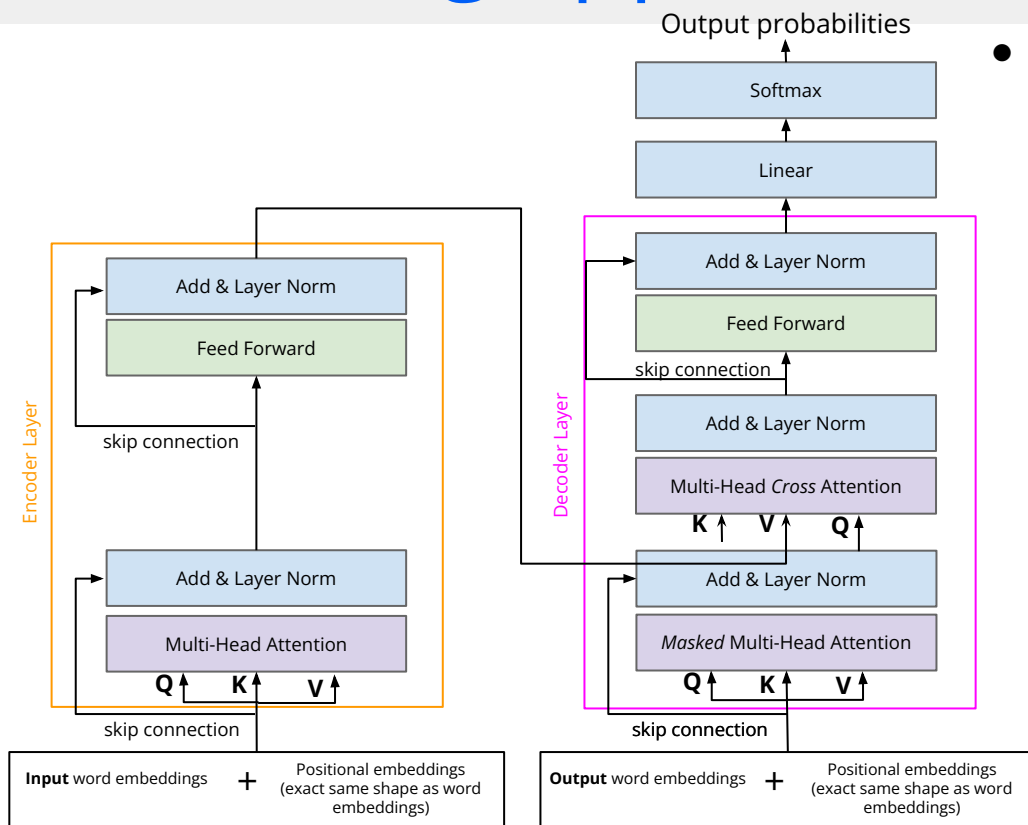 Output probabilities
Softmax
Linear
Add & Layer Norm
Feed Forward
skip connection
Add & Layer Norm
Multi-Head Cross Attention
K V Q
Add & Layer Norm
Masked Multi-Head Attention
Q K V
skip connection
Decoder Layer
Output word embeddings
+
Positional embeddings
(exact same shape as word
embeddings)
Add & Layer Norm
Feed Forward
skip connection
Add & Layer Norm
Multi-Head Attention
Q K V
skip connection
Encoder Layer
Input word embeddings
+
Positional embeddings
(exact same shape as word
embeddings)